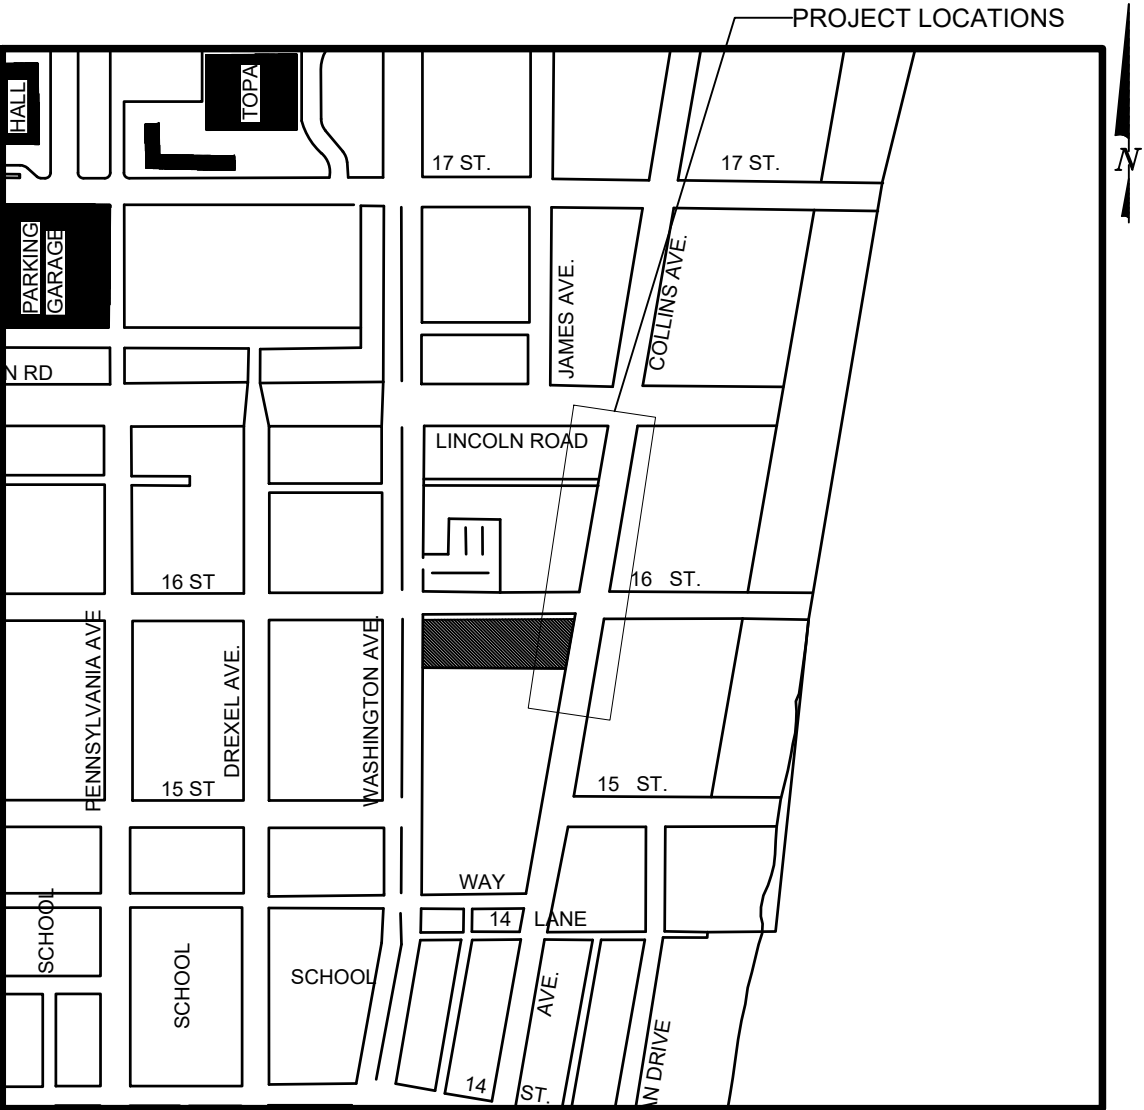 PROJECT LOCATIONS
HALL
TOPA
N
17 ST.
17 ST.
PARKING
GARAGE
JAMES AVE.
COLLINS AVE.
N RD
LINCOLN ROAD
16 ST
16 ST.
PENNSYLVANIA AVE
DREXEL AVE.
WASHINGTON AVE.
15 ST
15 ST.
WAY
14 LANE
SCHOOL
SCHOOL
SCHOOL
AVE.
AN DRIVE
14 ST.